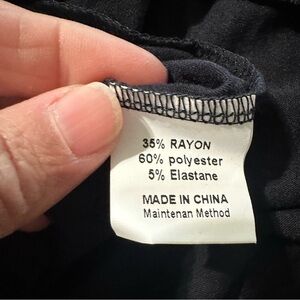 35% RAYON
60% polyester
5% Elastane
MADE IN CHINA
Maintenan Method